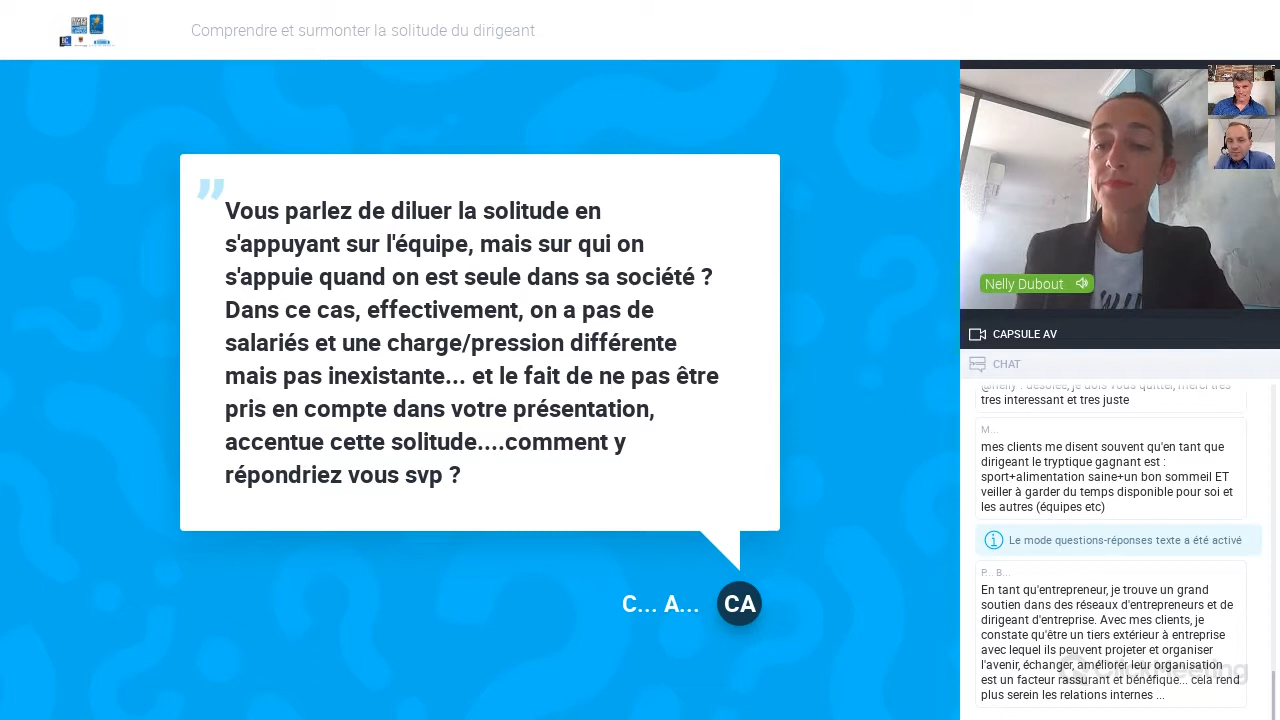 Comprendre et surmonter la solitude du dirigeant
”
Vous parlez de diluer la solitude en
s'appuyant sur l'équipe, mais sur qui on
s'appuie quand on est seule dans sa société ?
Dans ce cas, effectivement, on a pas de
salariés et une charge/pression différente
mais pas inexistante... et le fait de ne pas être
pris en compte dans votre présentation,
accentue cette solitude....comment y
répondriez vous svp ?
C... A...
CA
Nelly Dubout
CAPSULE AV
CHAT
@nelly : désolée, je dois vous quitter, merci tres
tres interessant et tres juste
M...
mes clients me disent souvent qu'en tant que
dirigeant le tryptique gagnant est :
sport+alimentation saine+un bon sommeil ET
veiller à garder du temps disponible pour soi et
les autres (équipes etc)
Le mode questions-réponses texte a été activé
P... B...
En tant qu'entrepreneur, je trouve un grand
soutien dans des réseaux d'entrepreneurs et de
dirigeant d'entreprise. Avec mes clients, je
constate qu'être un tiers extérieur à entreprise
avec lequel ils peuvent projeter et organiser
l'avenir, échanger, améliorer leur organisation
est un facteur rassurant et bénéfique... cela rend
plus serein les relations internes ...